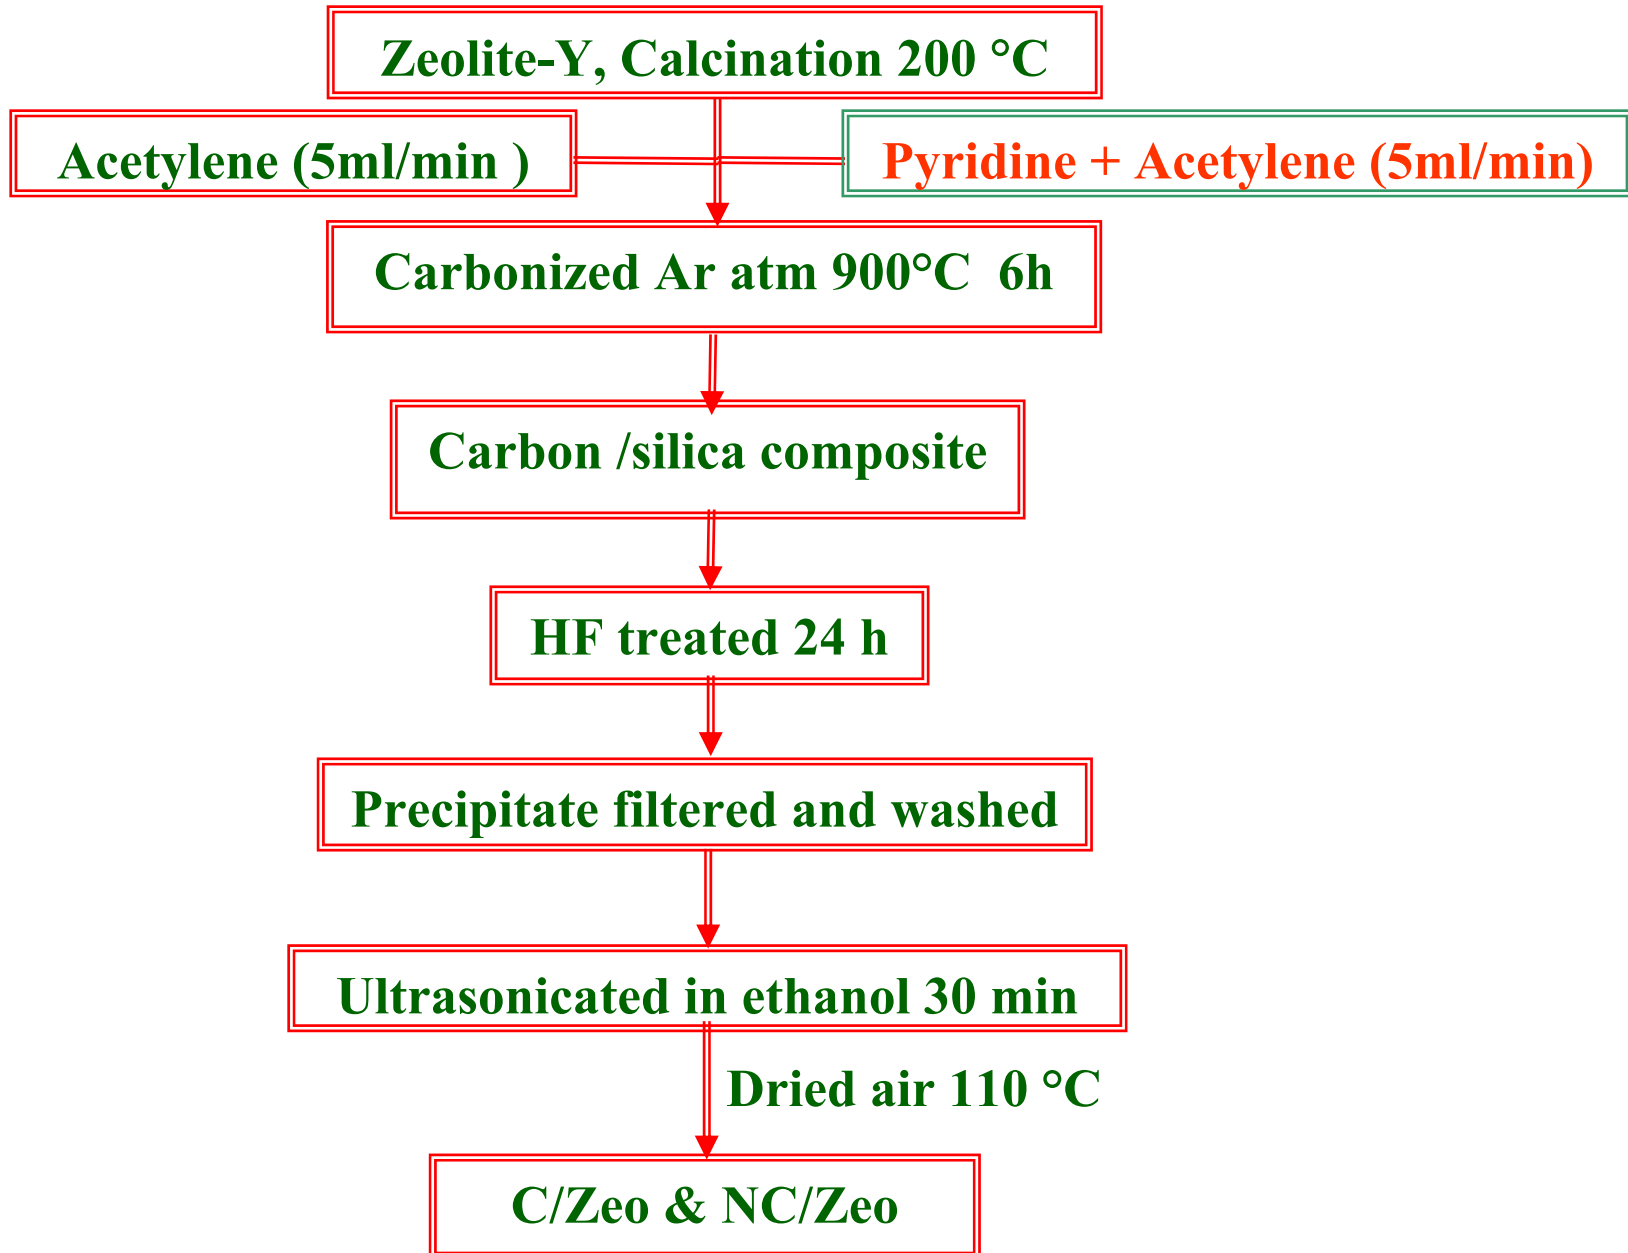 Zeolite-Y, Calcination 200 °C
Acetylene (5ml/min )
Pyridine + Acetylene (5ml/min)
Carbonized Ar atm 900°C  6h
Carbon /silica composite
HF treated 24 h
Precipitate filtered and washed
Ultrasonicated in ethanol 30 min
Dried air 110 °C
C/Zeo & NC/Zeo